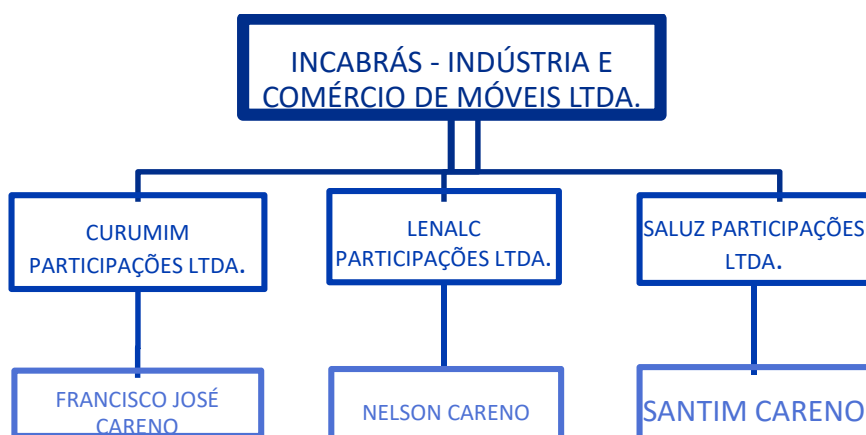 INCABRÁS - INDÚSTRIA E
COMÉRCIO DE MÓVEIS LTDA.
CURUMIM
PARTICIPAÇÕES LTDA.
LENALC
PARTICIPAÇÕES LTDA.
SALUZ PARTICIPAÇÕES
LTDA.
FRANCISCO JOSÉ
CARENO
NELSON CARENO
SANTIM CARENO